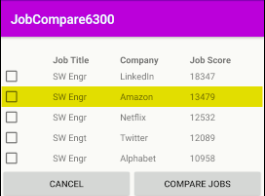 JobCompare6300
Job Title Company Job Score
SW Engr LinkedIn 18347
SW Engr Amazon 13479
SW Engr Netflix 12532
SW Engt Twitter 12089
SW Engr Alphabet 10958
CANCEL COMPARE JOBS